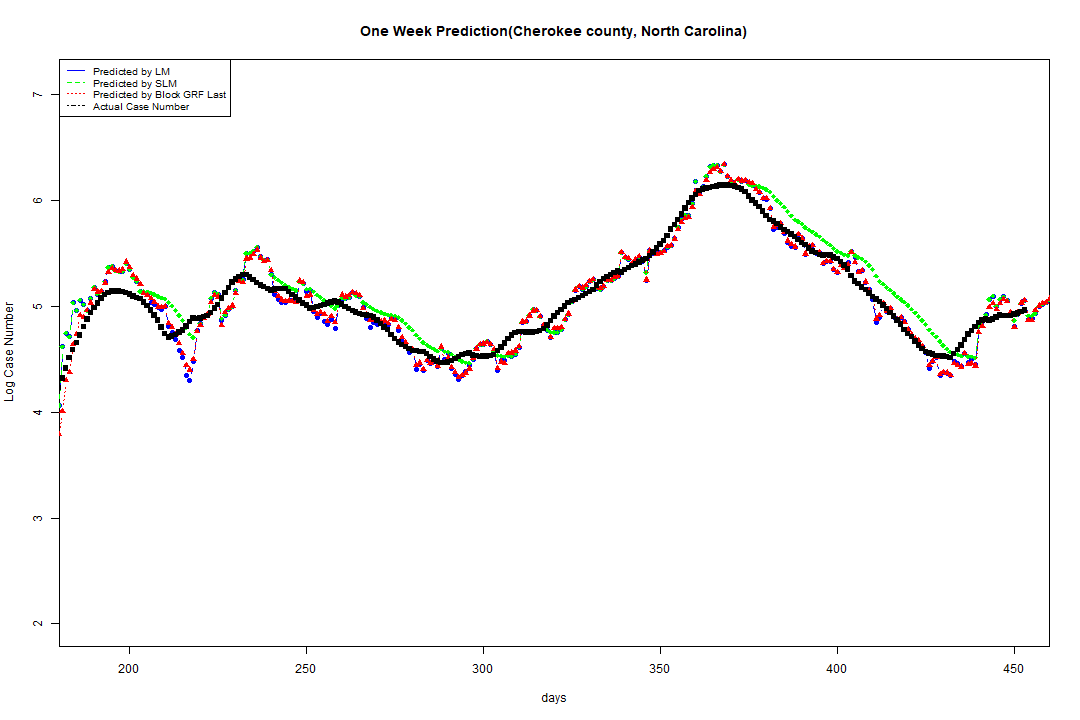 One Week Prediction(Cherokee county, North Carolina)
Predicted by LM
Predicted by SLM
Predicted by Block GRF Last
Actual Case Number
7
6
5
4
3
2
Log Case Number
200 250 300 350 400 450
days